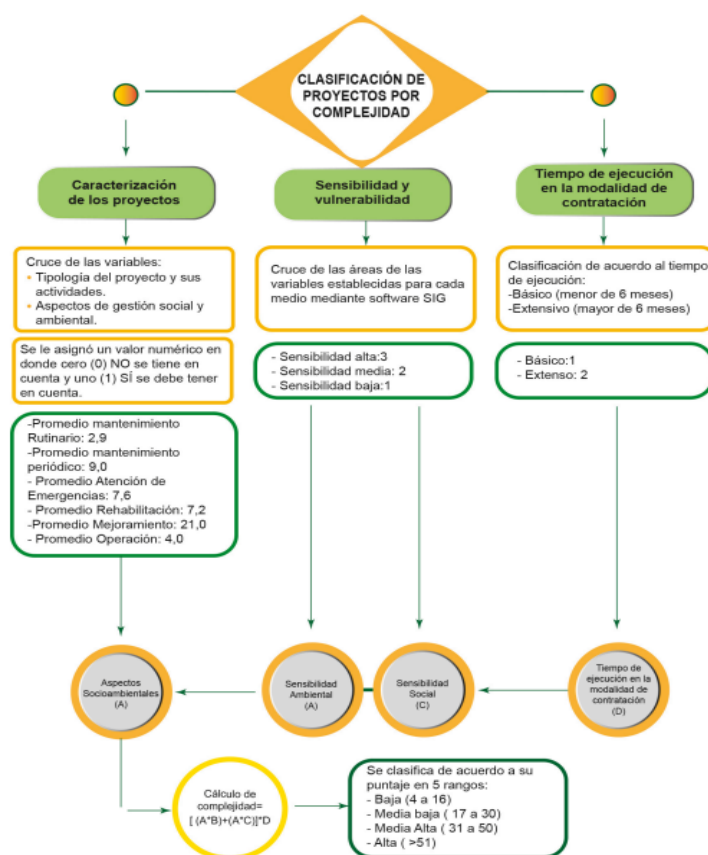 CLASIFICACIÓN DE
PROYECTOS POR
COMPLEJIDAD
Caracterización
de los proyectos
Sensibilidad y
vulnerabilidad
Tiempo de ejecución
en la modalidad de
contratación
Cruce de las variables:
• Tipología del proyecto y sus
actividades.
• Aspectos de gestión social y
ambiental.
Cruce de las áreas de las
variables establecidas para cada
medio mediante software SIG
Clasificación de acuerdo al tiempo
de ejecución:
-Básico (menor de 6 meses)
-Extensivo (mayor de 6 meses)
Se le asignó un valor numérico en
donde cero (0) NO se tiene en
cuenta y uno (1) SÍ se debe tener
en cuenta.
- Sensibilidad alta:3
- Sensibilidad media: 2
- Sensibilidad baja:1
- Básico:1
- Extenso: 2
-Promedio mantenimiento
Rutinario: 2,9
-Promedio mantenimiento
periódico: 9,0
- Promedio Atención de
Emergencias: 7,6
- Promedio Rehabilitación: 7,2
-Promedio Mejoramiento: 21,0
- Promedio Operación: 4,0
Aspectos
Socioambientales
(A)
Sensibilidad
Ambiental
(A)
Sensibilidad
Social
(C)
Tiempo de
ejecución en la
modalidad de
contratación
(D)
Cálculo de
complejidad=
[ (A*B)+(A*C)]*D
Se clasifica de acuerdo a su
puntaje en 5 rangos:
- Baja (4 a 16)
- Media baja ( 17 a 30)
- Media Alta ( 31 a 50)
- Alta ( >51)